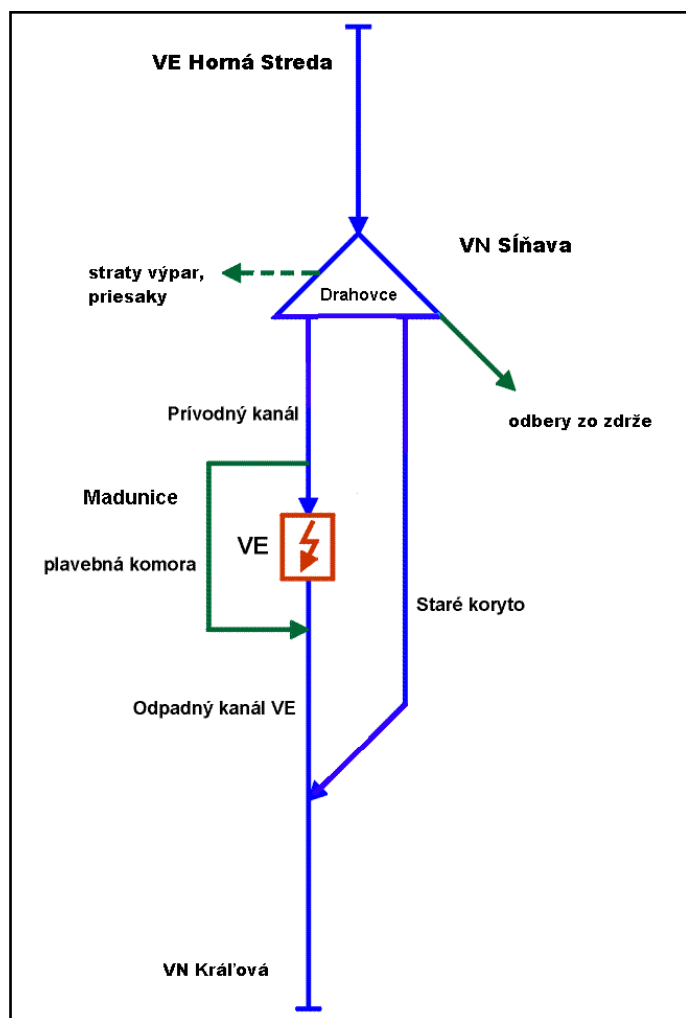 VE Horná Streda
VN Sĺňava
straty výpar,
priesaky
Drahovce
odbery zo zdrže
Prívodný kanál
Madunice
VE
plavebná komora
Staré koryto
Odpadný kanál VE
VN Kráľová